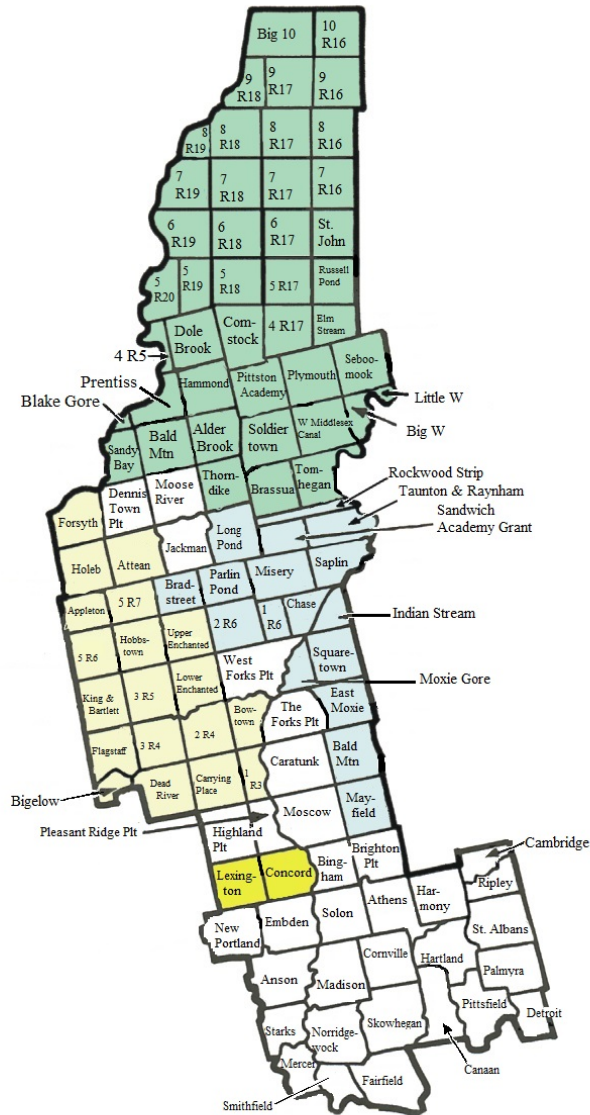 Big 10
10
R16
9
R18
9
R17
9
R16
8
R19
8
R18
8
R17
8
R16
7
R19
7
R18
7
R17
7
R16
6
R19
6
R18
6
R17
St.
John
5
R20
5
R19
5
R18
5 R17
Russell
Pond
4 R5
Dole
Brook
Com-
stock
4 R17
Elm
Stream
Prentiss
Hammond
Pittston
Academy
Plymouth
Seboo-
mook
Little W
Blake Gore
Big W
Sandy
Bay
Bald
Mtn
Alder
Brook
Soldier
town
W Middlesex
Canal
Dennis
Town
Plt
Moose
River
Thorn-
dike
Brassua
Tom-
hegan
Rockwood Strip
Taunton & Raynham
Sandwich
Academy Grant
Forsyth
Jackman
Long
Pond
Holeb
Attean
Brad-
street
Parlin
Pond
Misery
Saplin
Appleton
5 R7
2 R6
1
R6
Chase
Indian Stream
5 R6
Hobbs-
town
Upper
Enchanted
West
Forks Plt
Square-
town
Moxie Gore
King &
Bartlett
3 R5
Lower
Enchanted
Bow-
town
The
Forks Plt
East
Moxie
Flagstaff
3 R4
2 R4
Caratunk
Bald
Mtn
Bigelow
Dead
River
Carrying
Place
1
R3
Pleasant Ridge Plt
Moscow
May-
field
Highland
Plt
Bing-
ham
Brighton
Plt
Cambridge
Lexing-
ton
Concord
Ripley
New
Portland
Embden
Solon
Athens
Har-
mony
St. Albans
Anson
Madison
Cornville
Hartland
Palmyra
Starks
Norridge-
wock
Skowhegan
Pittsfield
Detroit
Mercer
Canaan
Smithfield
Fairfield